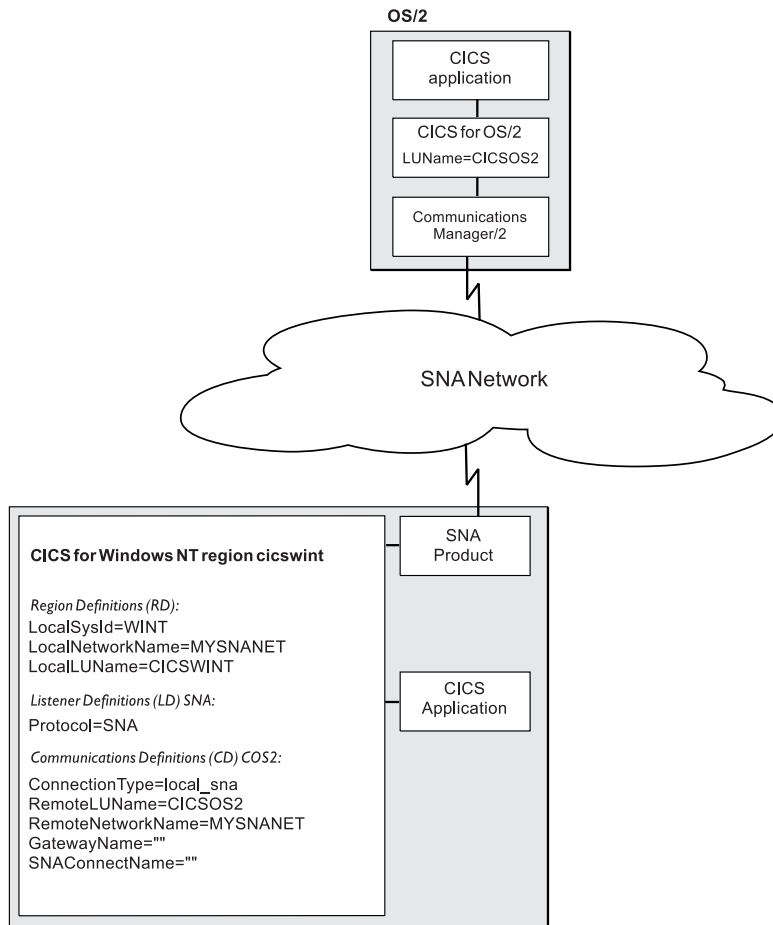 OS/2
CICS
application
CICS for OS/2
LUName=CICSOS2
Communications
Manager/2
SNA Network
SNA
Product
CICS for Windows NT region cicswint
Region Definitions (RD):
LocalSysId=WINT
LocalNetworkName=MYSNANET
LocalLUName=CICSWINT
CICS
Application
Listener Definitions (LD) SNA:
Protocol=SNA
Communications Definitions (CD) COS2:
ConnectionType=local_sna
RemoteLUName=CICSOS2
RemoteNetworkName=MYSNANET
GatewayName=""
SNAConnectName=""